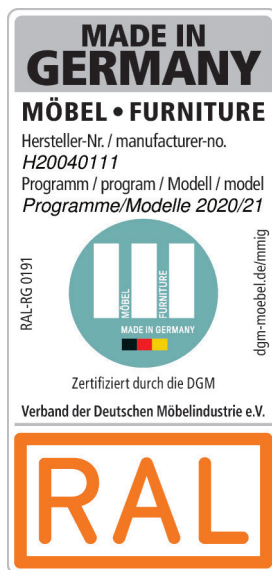 MADE IN
GERMANY
MÖBEL • FURNITURE
Hersteller-Nr. / manufacturer-no.
H20040111
Programm / program / Modell / model
Programme/Modelle 2020/21
RAL-RG 0191
MÖBEL
FURNITURE
MADE IN GERMANY
dgm-moebel.de/mmig
Zertifiziert durch die DGM
Verband der Deutschen Möbelindustrie e.V.
RAL